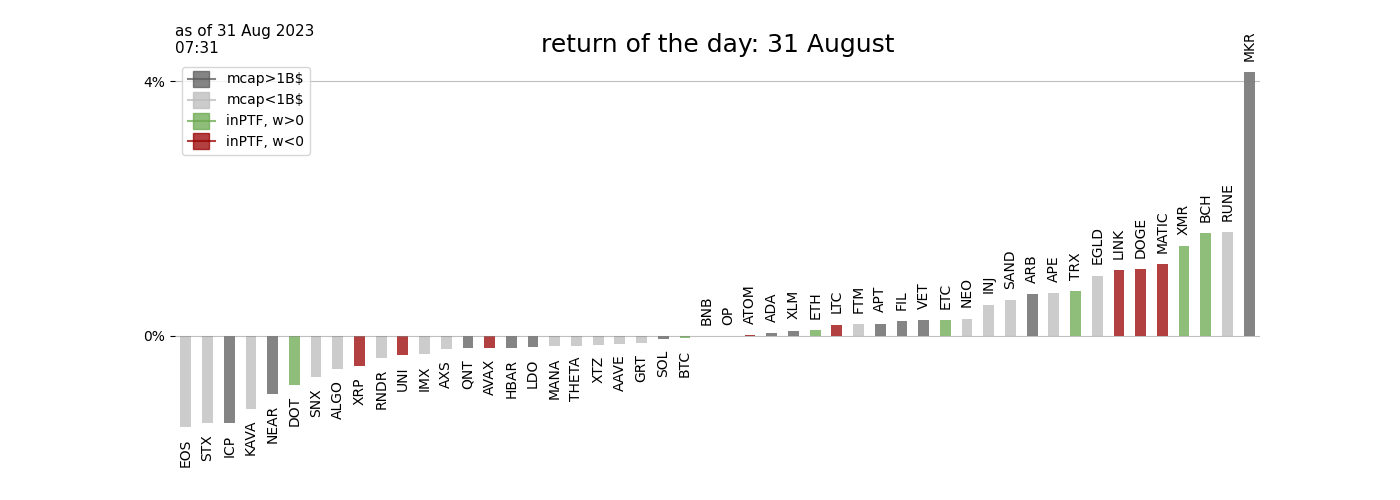 as of 31 Aug 2023
07:31
return of the day: 31 August
mcap>1B$
mcap<1B$
inPTF, w>0
inPTF, w<0
4%
0%
EOS
STX
ICP
KAVA
NEAR
DOT
SNX
ALGO
XRP
RNDR
UNI
IMX
AXS
QNT
AVAX
HBAR
LDO
MANA
THETA
XTZ
AAVE
GRT
SOL
BTC
BNB
OP
ATOM
ADA
XLM
ETH
LTC
FTM
APT
FIL
VET
ETC
NEO
INJ
SAND
ARB
APE
TRX
EGLD
LINK
DOGE
MATIC
XMR
BCH
RUNE
MKR